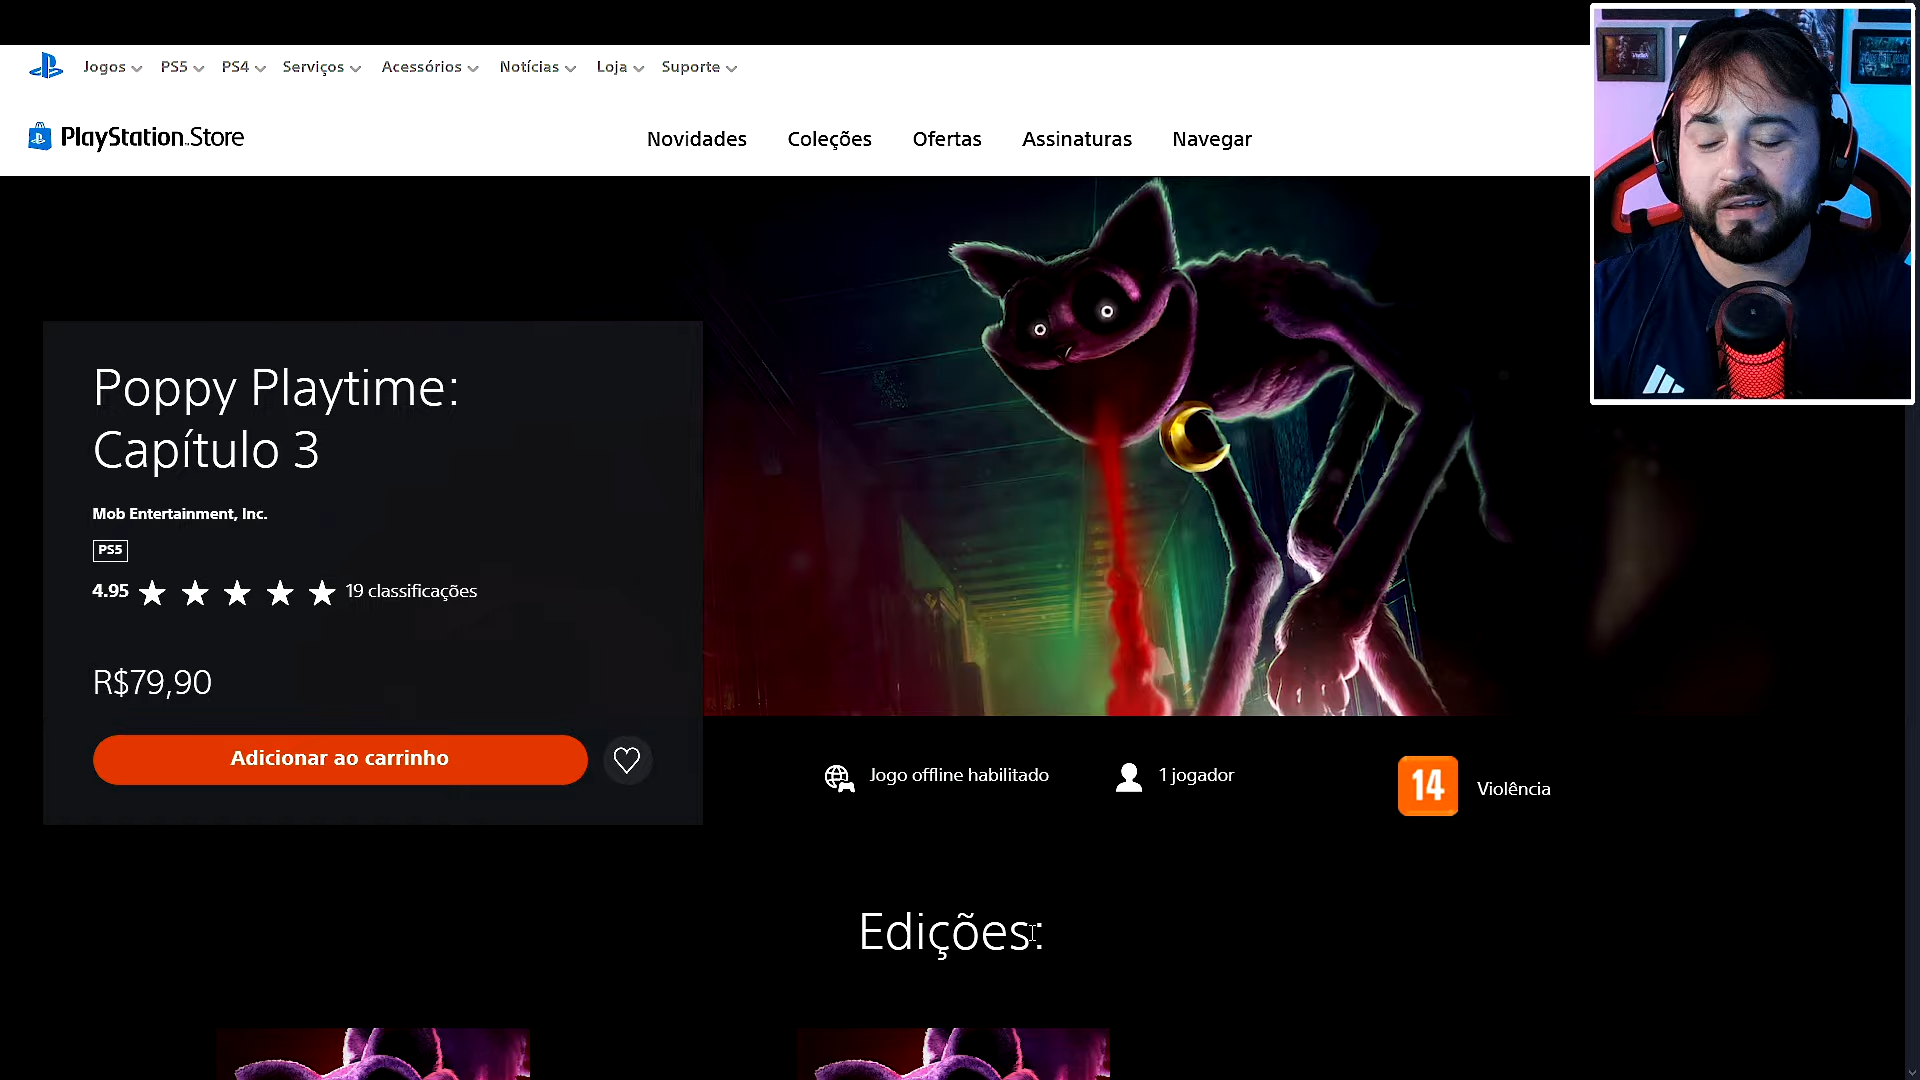 Jogos PS5 PS4 Serviços Acessórios Notícias Loja Suporte
PlayStation Store
Novidades Coleções Ofertas Assinaturas Navegar
Poppy Playtime:
Capítulo 3
Mob Entertainment, Inc.
PS5
4.95 19 classificações
R$79,90
Adicionar ao carrinho
Jogo offline habilitado
1 jogador
14 Violência
Edições: